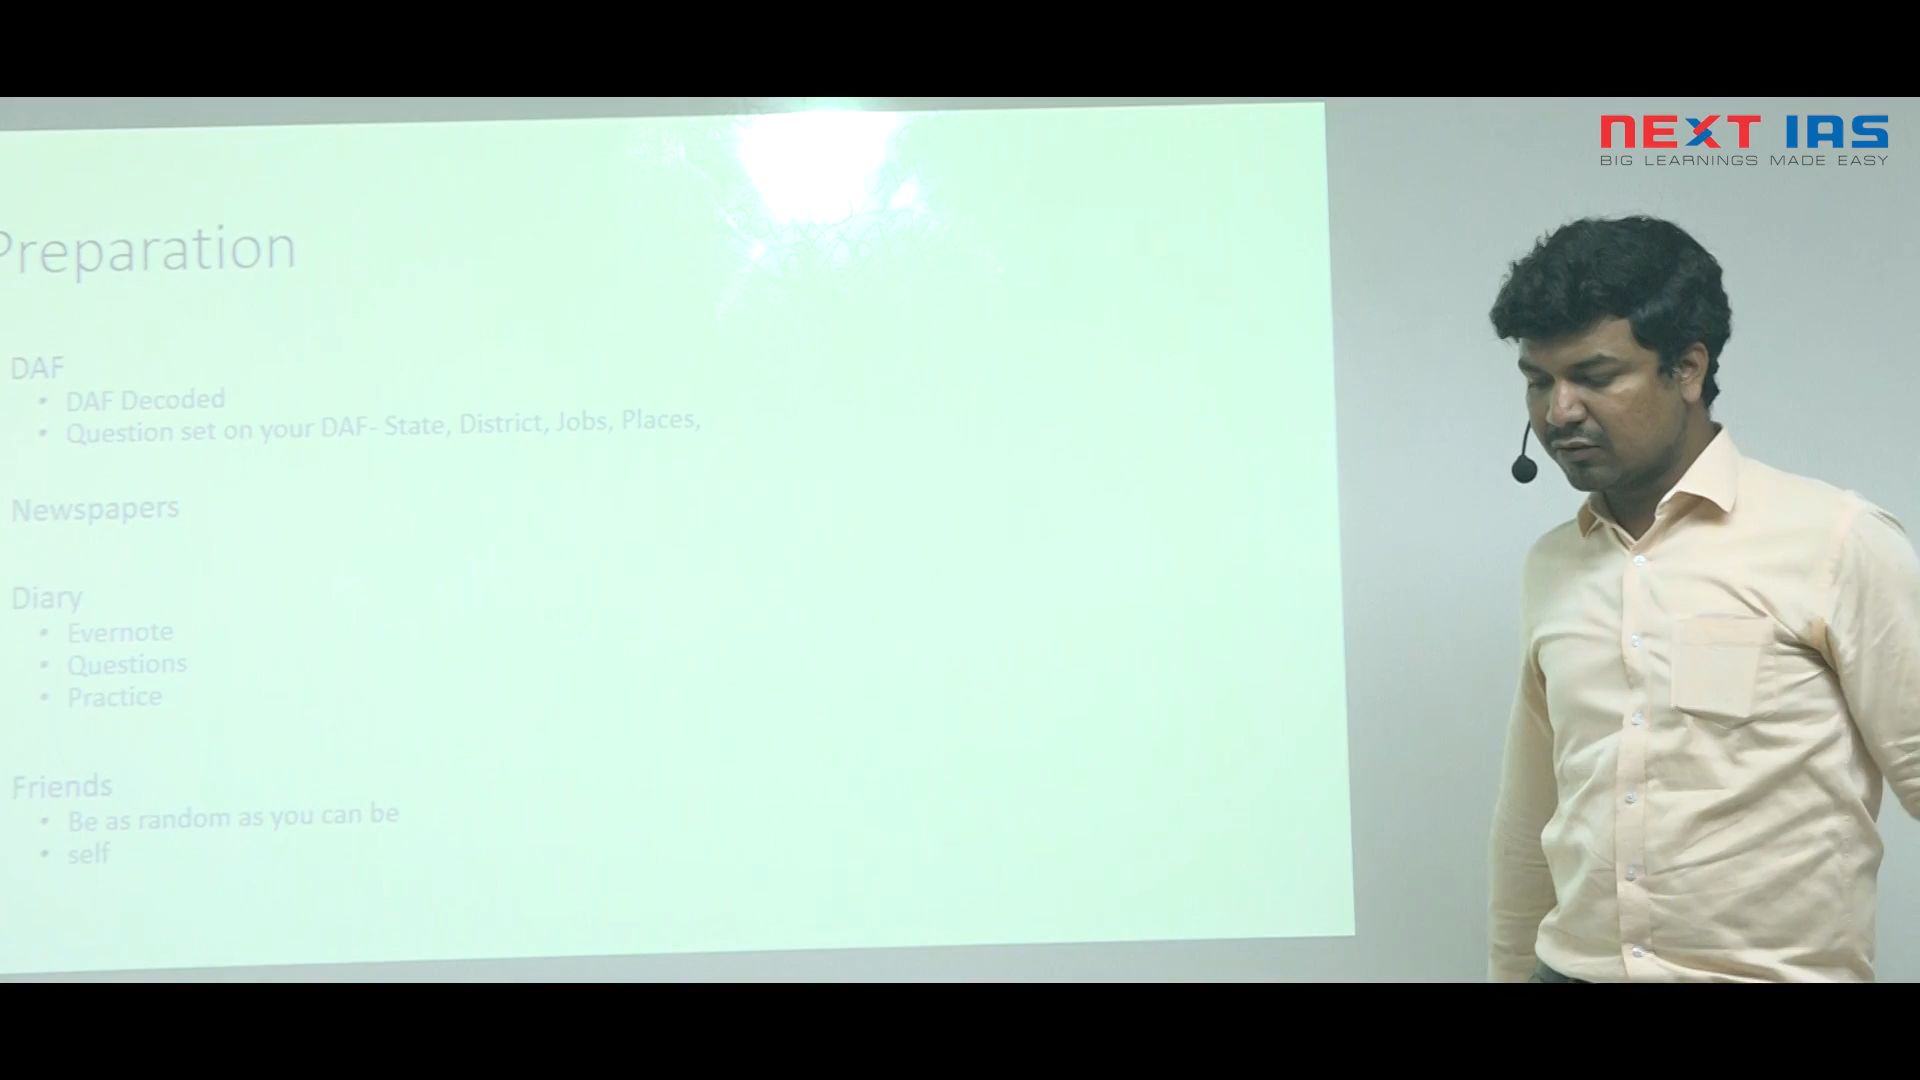 NEXT IAS
BIG LEARNINGS MADE EASY
Preparation
DAF
• DAF Decoded
• Question set on your DAF- State, District, Jobs, Places,
Newspapers
Diary
• Evernote
• Questions
• Practice
Friends
• Be as random as you can be
• self